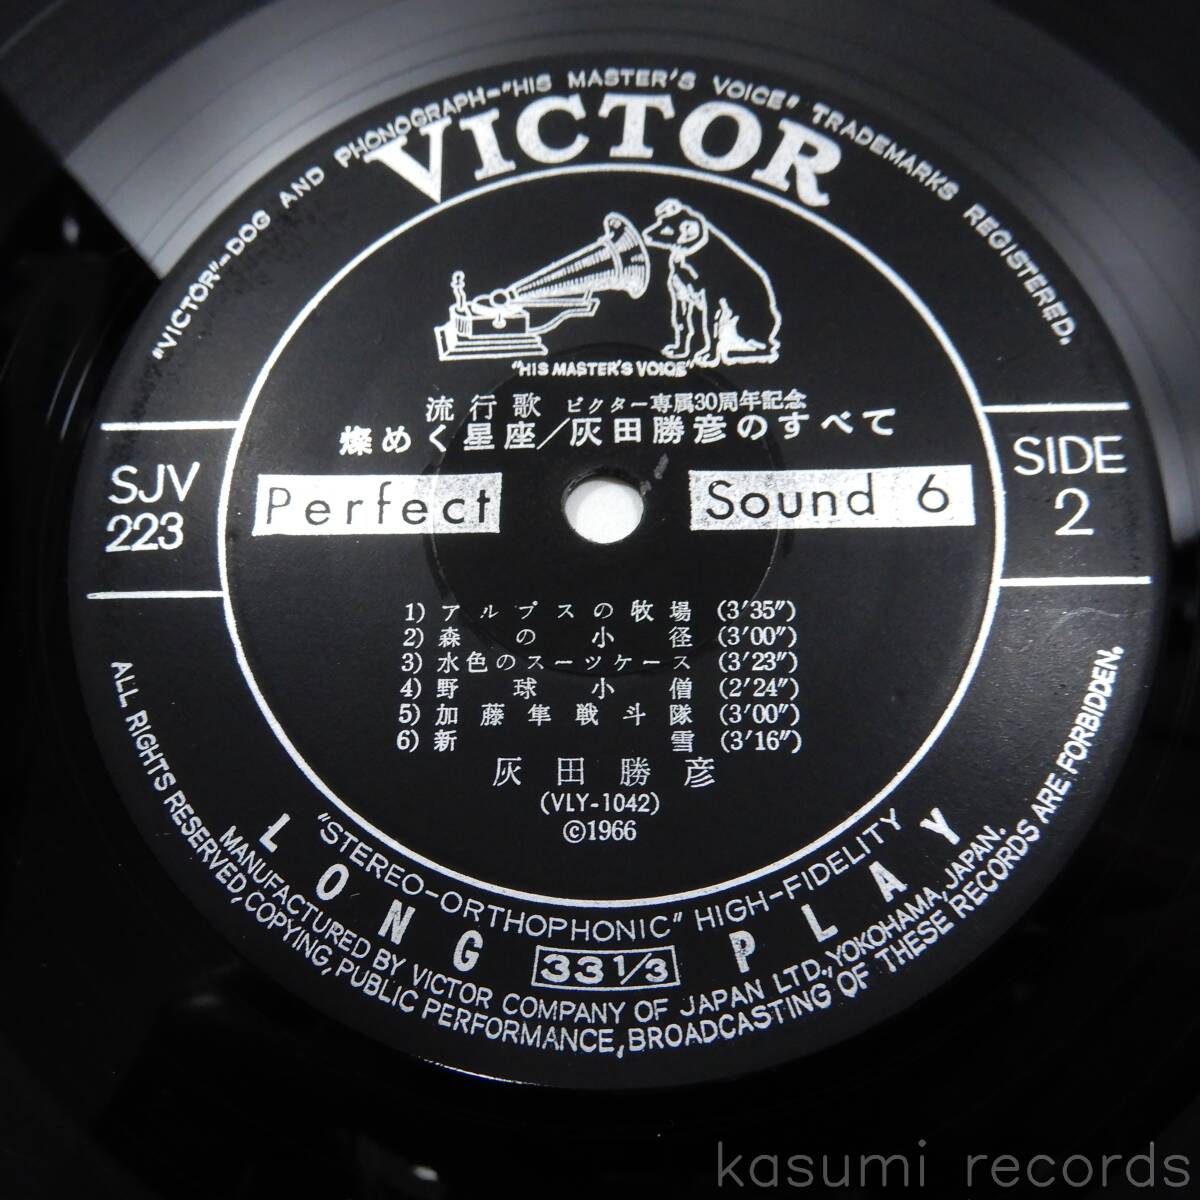 "VICTOR"-DOG AND PHONOGRAPH-"HIS MASTER'S VOICE" TRADEMARKS REGISTERED.
VICTOR
"HIS MASTER'S VOICE"
流行歌 ビクター専属30周年記念
燦めく星座/灰田勝彦のすべて
SJV
223
Perfect Sound 6
SIDE
2
1) アルプスの牧場 (3'35")
2) 森の小径 (3'00")
3) 水色のスーツケース (3'23")
4) 野球小僧 (2'24")
5) 加藤隼戦斗隊 (3'00")
6) 新雪 (3'16")
灰田勝彦
(VLY-1042)
©1966
"STEREO-ORTHOPHONIC" HIGH-FIDELITY
LONG 33 1/3 PLAY
MANUFACTURED BY VICTOR COMPANY OF JAPAN LTD., YOKOHAMA, JAPAN.
ALL RIGHTS RESERVED, COPYING, PUBLIC PERFORMANCE, BROADCASTING OF THESE RECORDS ARE FORBIDDEN.
kasumi records